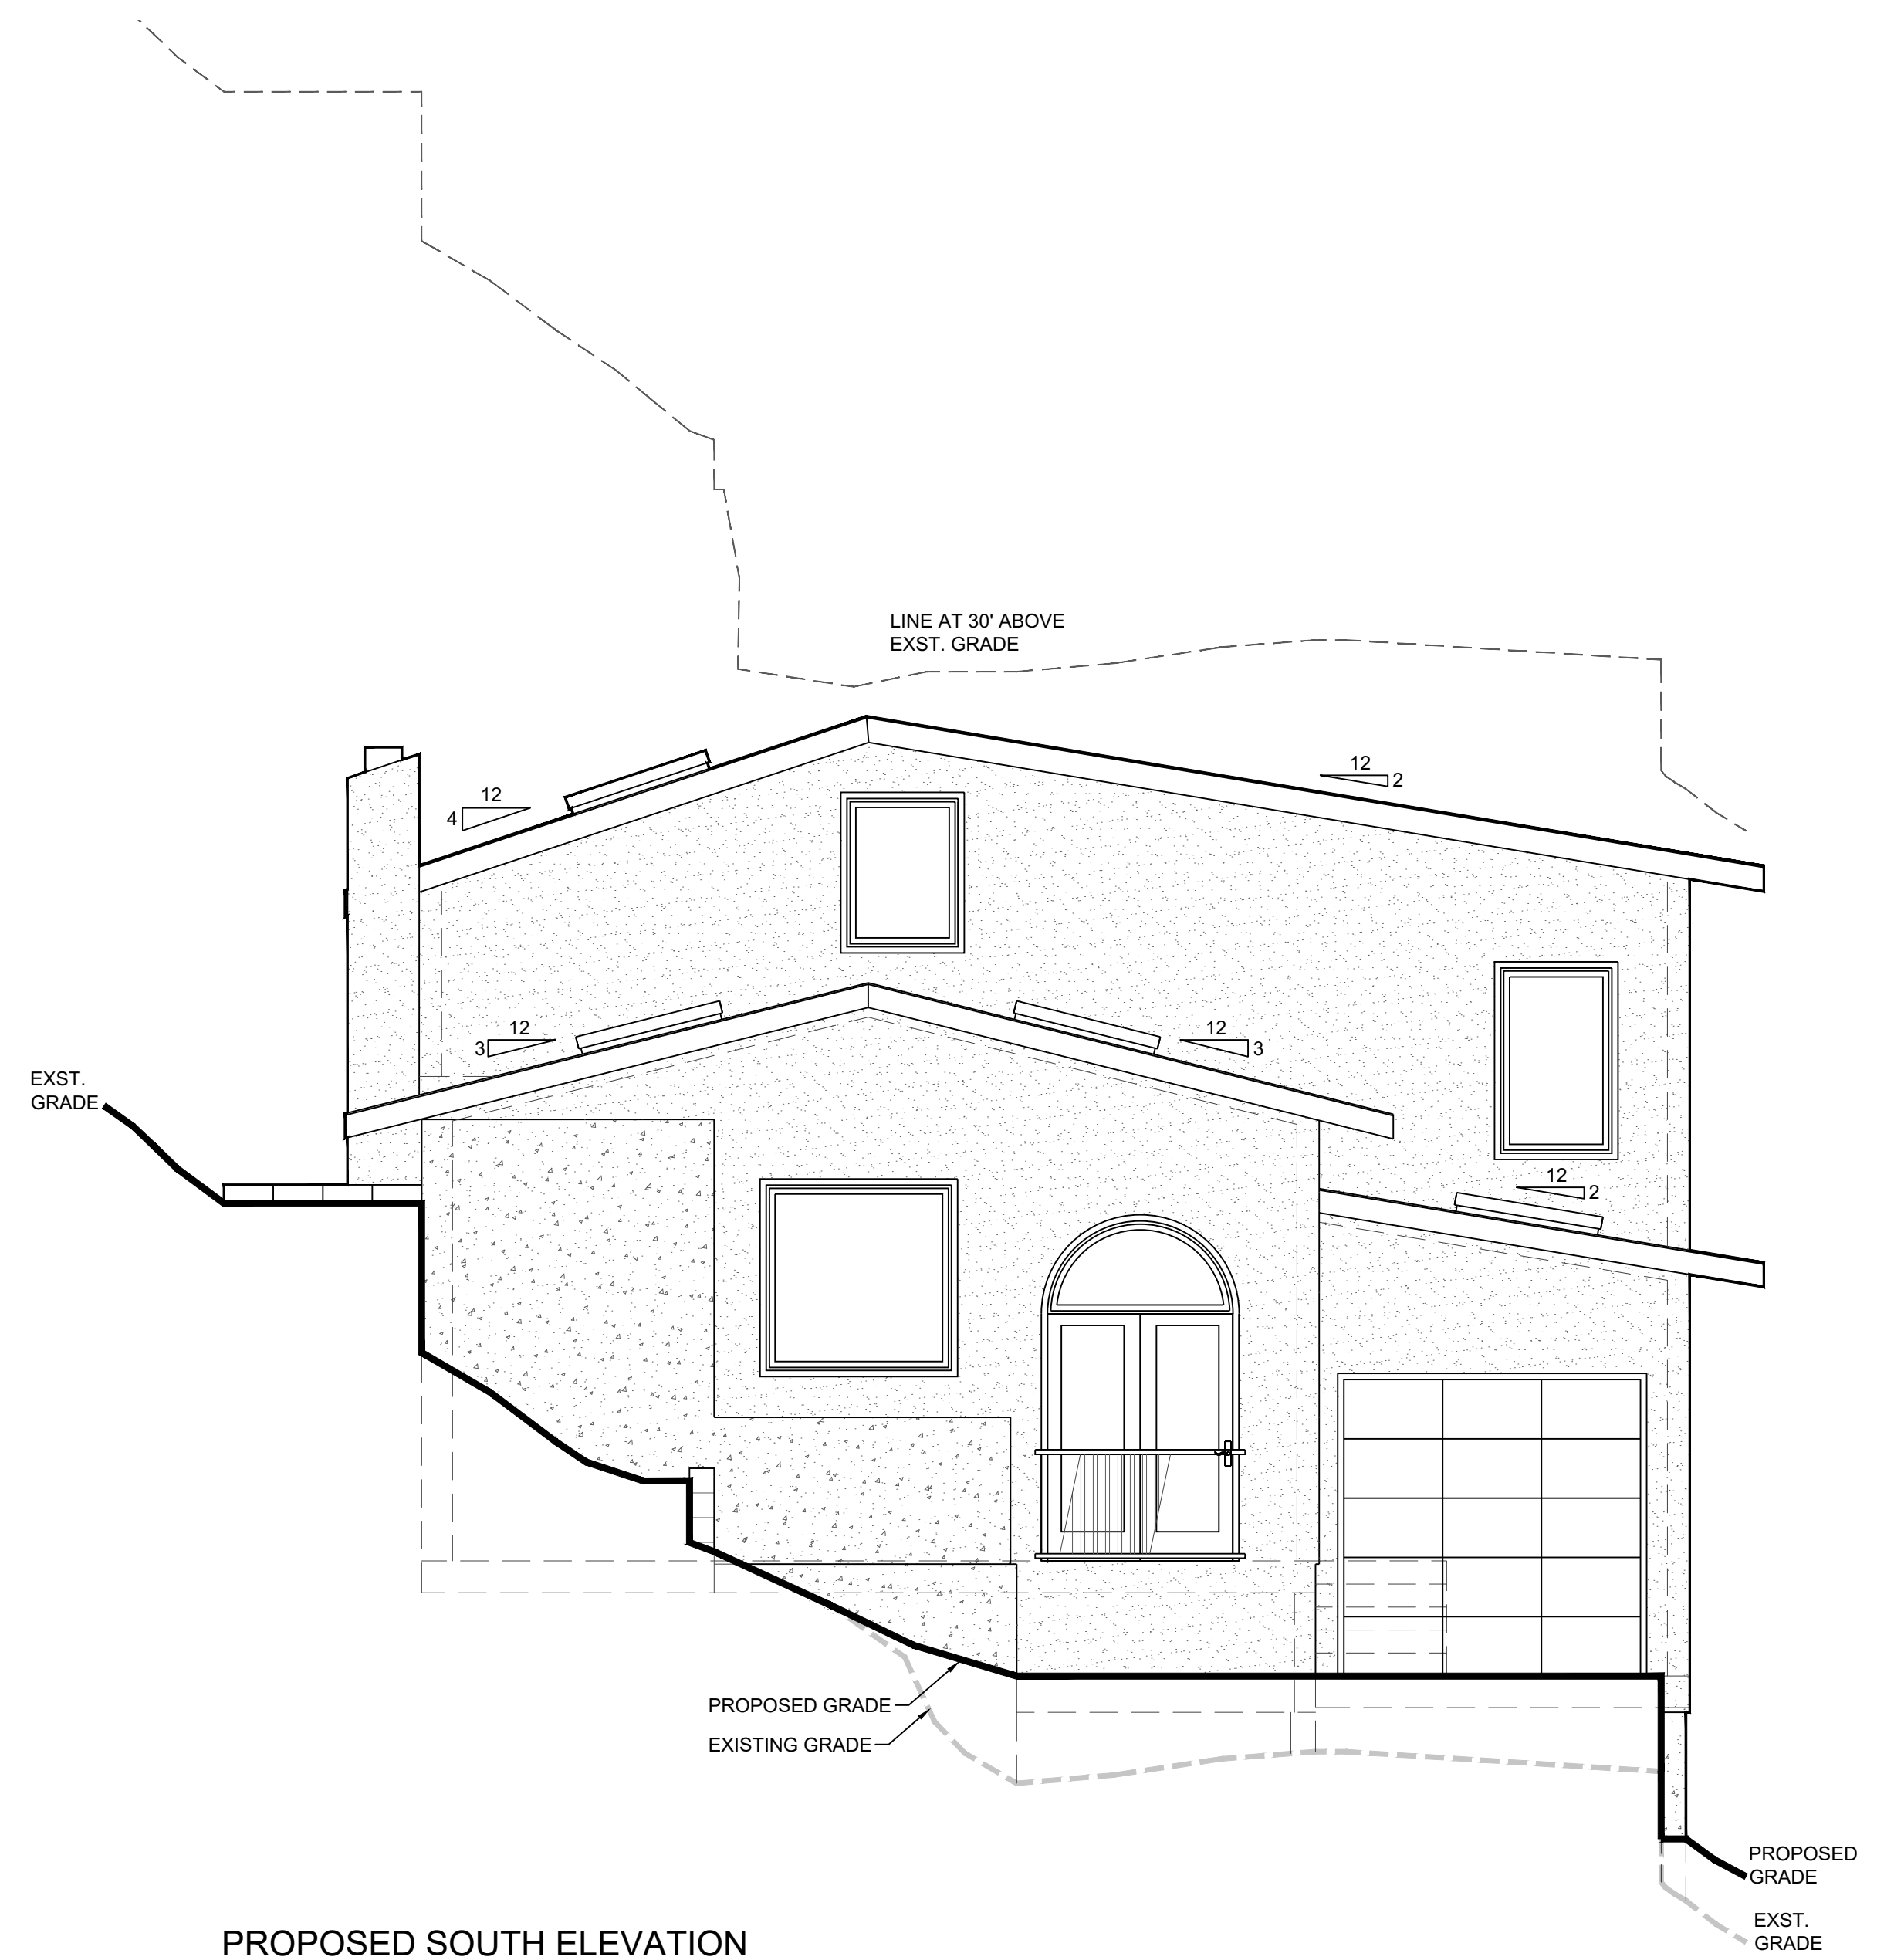 LINE AT 30' ABOVE
EXST. GRADE
12
2
12
4
12
3
12
3
EXST.
GRADE
12
2
PROPOSED GRADE
EXISTING GRADE
PROPOSED
GRADE
EXST.
GRADE
PROPOSED SOUTH ELEVATION